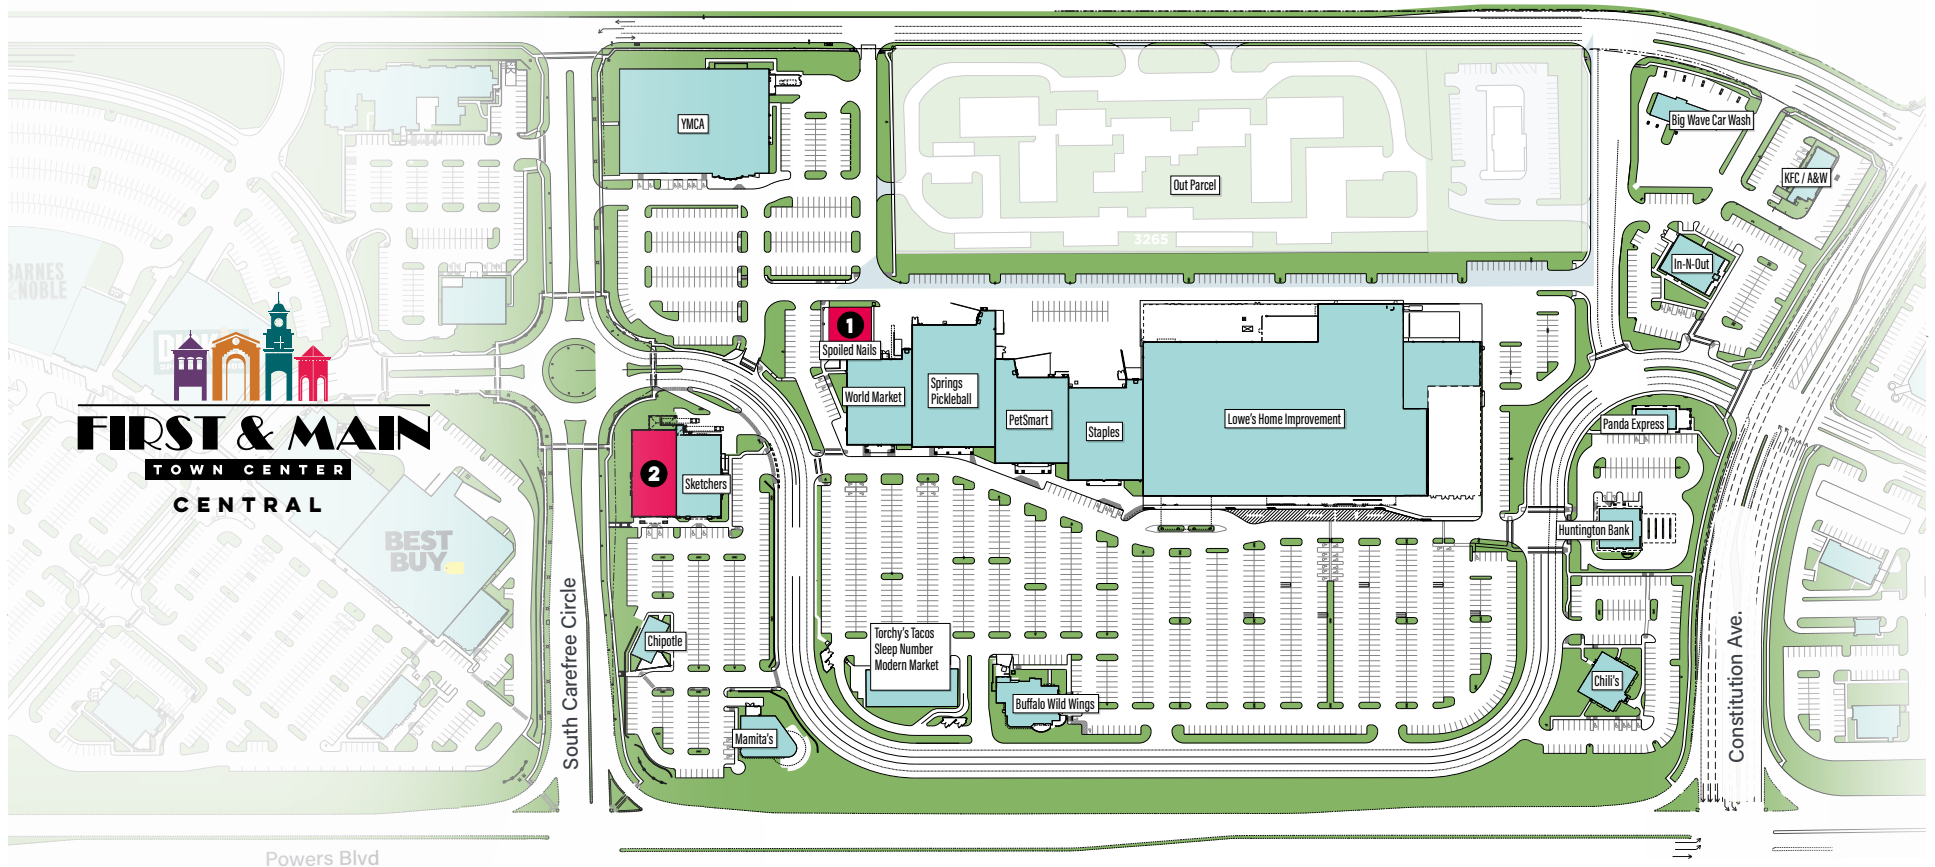 YMCA
Big Wave Car Wash
KFC / A&W
Out Parcel
3265
In-N-Out
BARNES
& NOBLE
1
Spoiled Nails
World Market
Springs
Pickleball
PetSmart
Staples
Lowe's Home Improvement
Panda Express
FIRST & MAIN
TOWN CENTER
CENTRAL
2
Sketchers
Huntington Bank
BEST
BUY
South Carefree Circle
Chipotle
Torchy's Tacos
Sleep Number
Modern Market
Buffalo Wild Wings
Chili's
Constitution Ave.
Mamita's
Powers Blvd